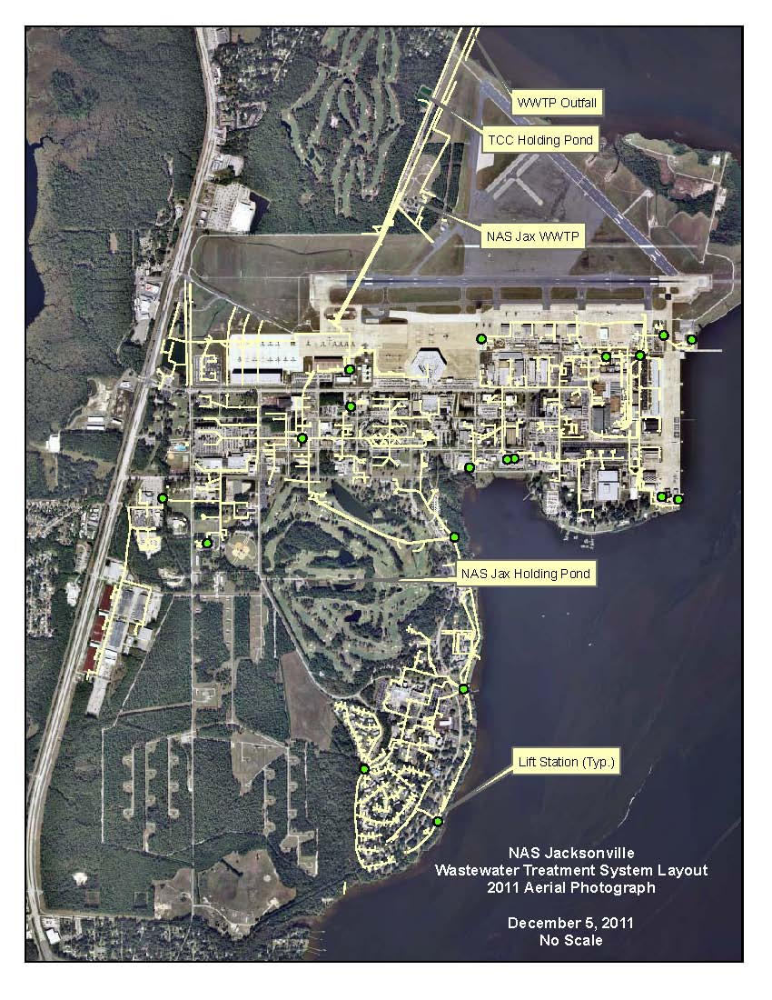 WWTP Outfall
TCC Holding Pond
NAS Jax WWTP
NAS Jax Holding Pond
Lift Station (Typ.)
NAS Jacksonville
Wastewater Treatment System Layout
2011 Aerial Photograph
December 5, 2011
No Scale